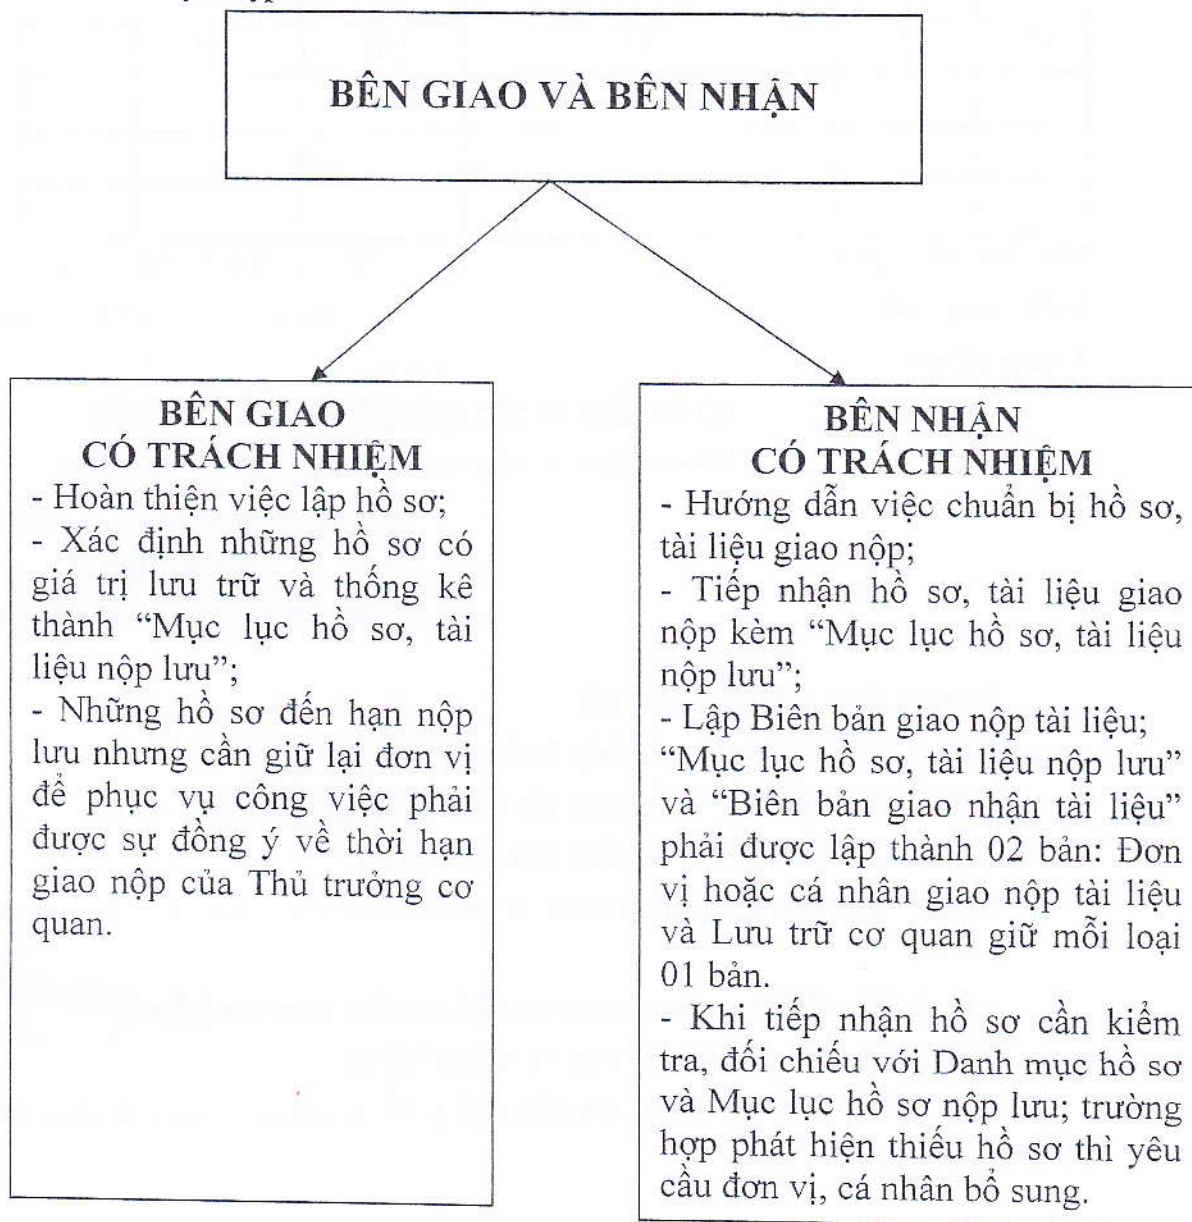 BÊN GIAO VÀ BÊN NHẬN
BÊN GIAO
CÓ TRÁCH NHIỆM
- Hoàn thiện việc lập hồ sơ;
- Xác định những hồ sơ có
giá trị lưu trữ và thống kê
thành “Mục lục hồ sơ, tài
liệu nộp lưu”;
- Những hồ sơ đến hạn nộp
lưu nhưng cần giữ lại đơn vị
để phục vụ công việc phải
được sự đồng ý về thời hạn
giao nộp của Thủ trưởng cơ
quan.
BÊN NHẬN
CÓ TRÁCH NHIỆM
- Hướng dẫn việc chuẩn bị hồ sơ,
tài liệu giao nộp;
- Tiếp nhận hồ sơ, tài liệu giao
nộp kèm “Mục lục hồ sơ, tài liệu
nộp lưu”;
- Lập Biên bản giao nộp tài liệu;
“Mục lục hồ sơ, tài liệu nộp lưu”
và “Biên bản giao nhận tài liệu”
phải được lập thành 02 bản: Đơn
vị hoặc cá nhân giao nộp tài liệu
và Lưu trữ cơ quan giữ mỗi loại
01 bản.
- Khi tiếp nhận hồ sơ cần kiểm
tra, đối chiếu với Danh mục hồ sơ
và Mục lục hồ sơ nộp lưu; trường
hợp phát hiện thiếu hồ sơ thì yêu
cầu đơn vị, cá nhân bổ sung.